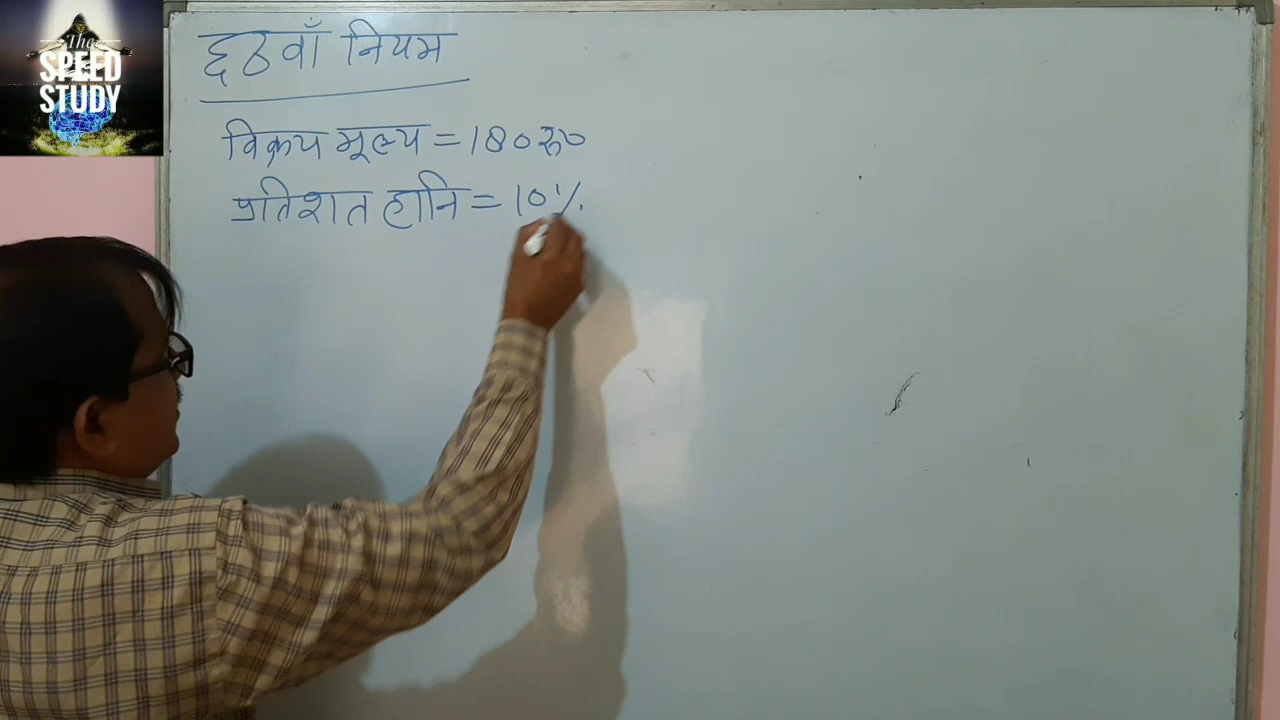 The
SPEED
STUDY
छठवाँ नियम
विक्रय मूल्य = 180 रू०
प्रतिशत हानि = 10%